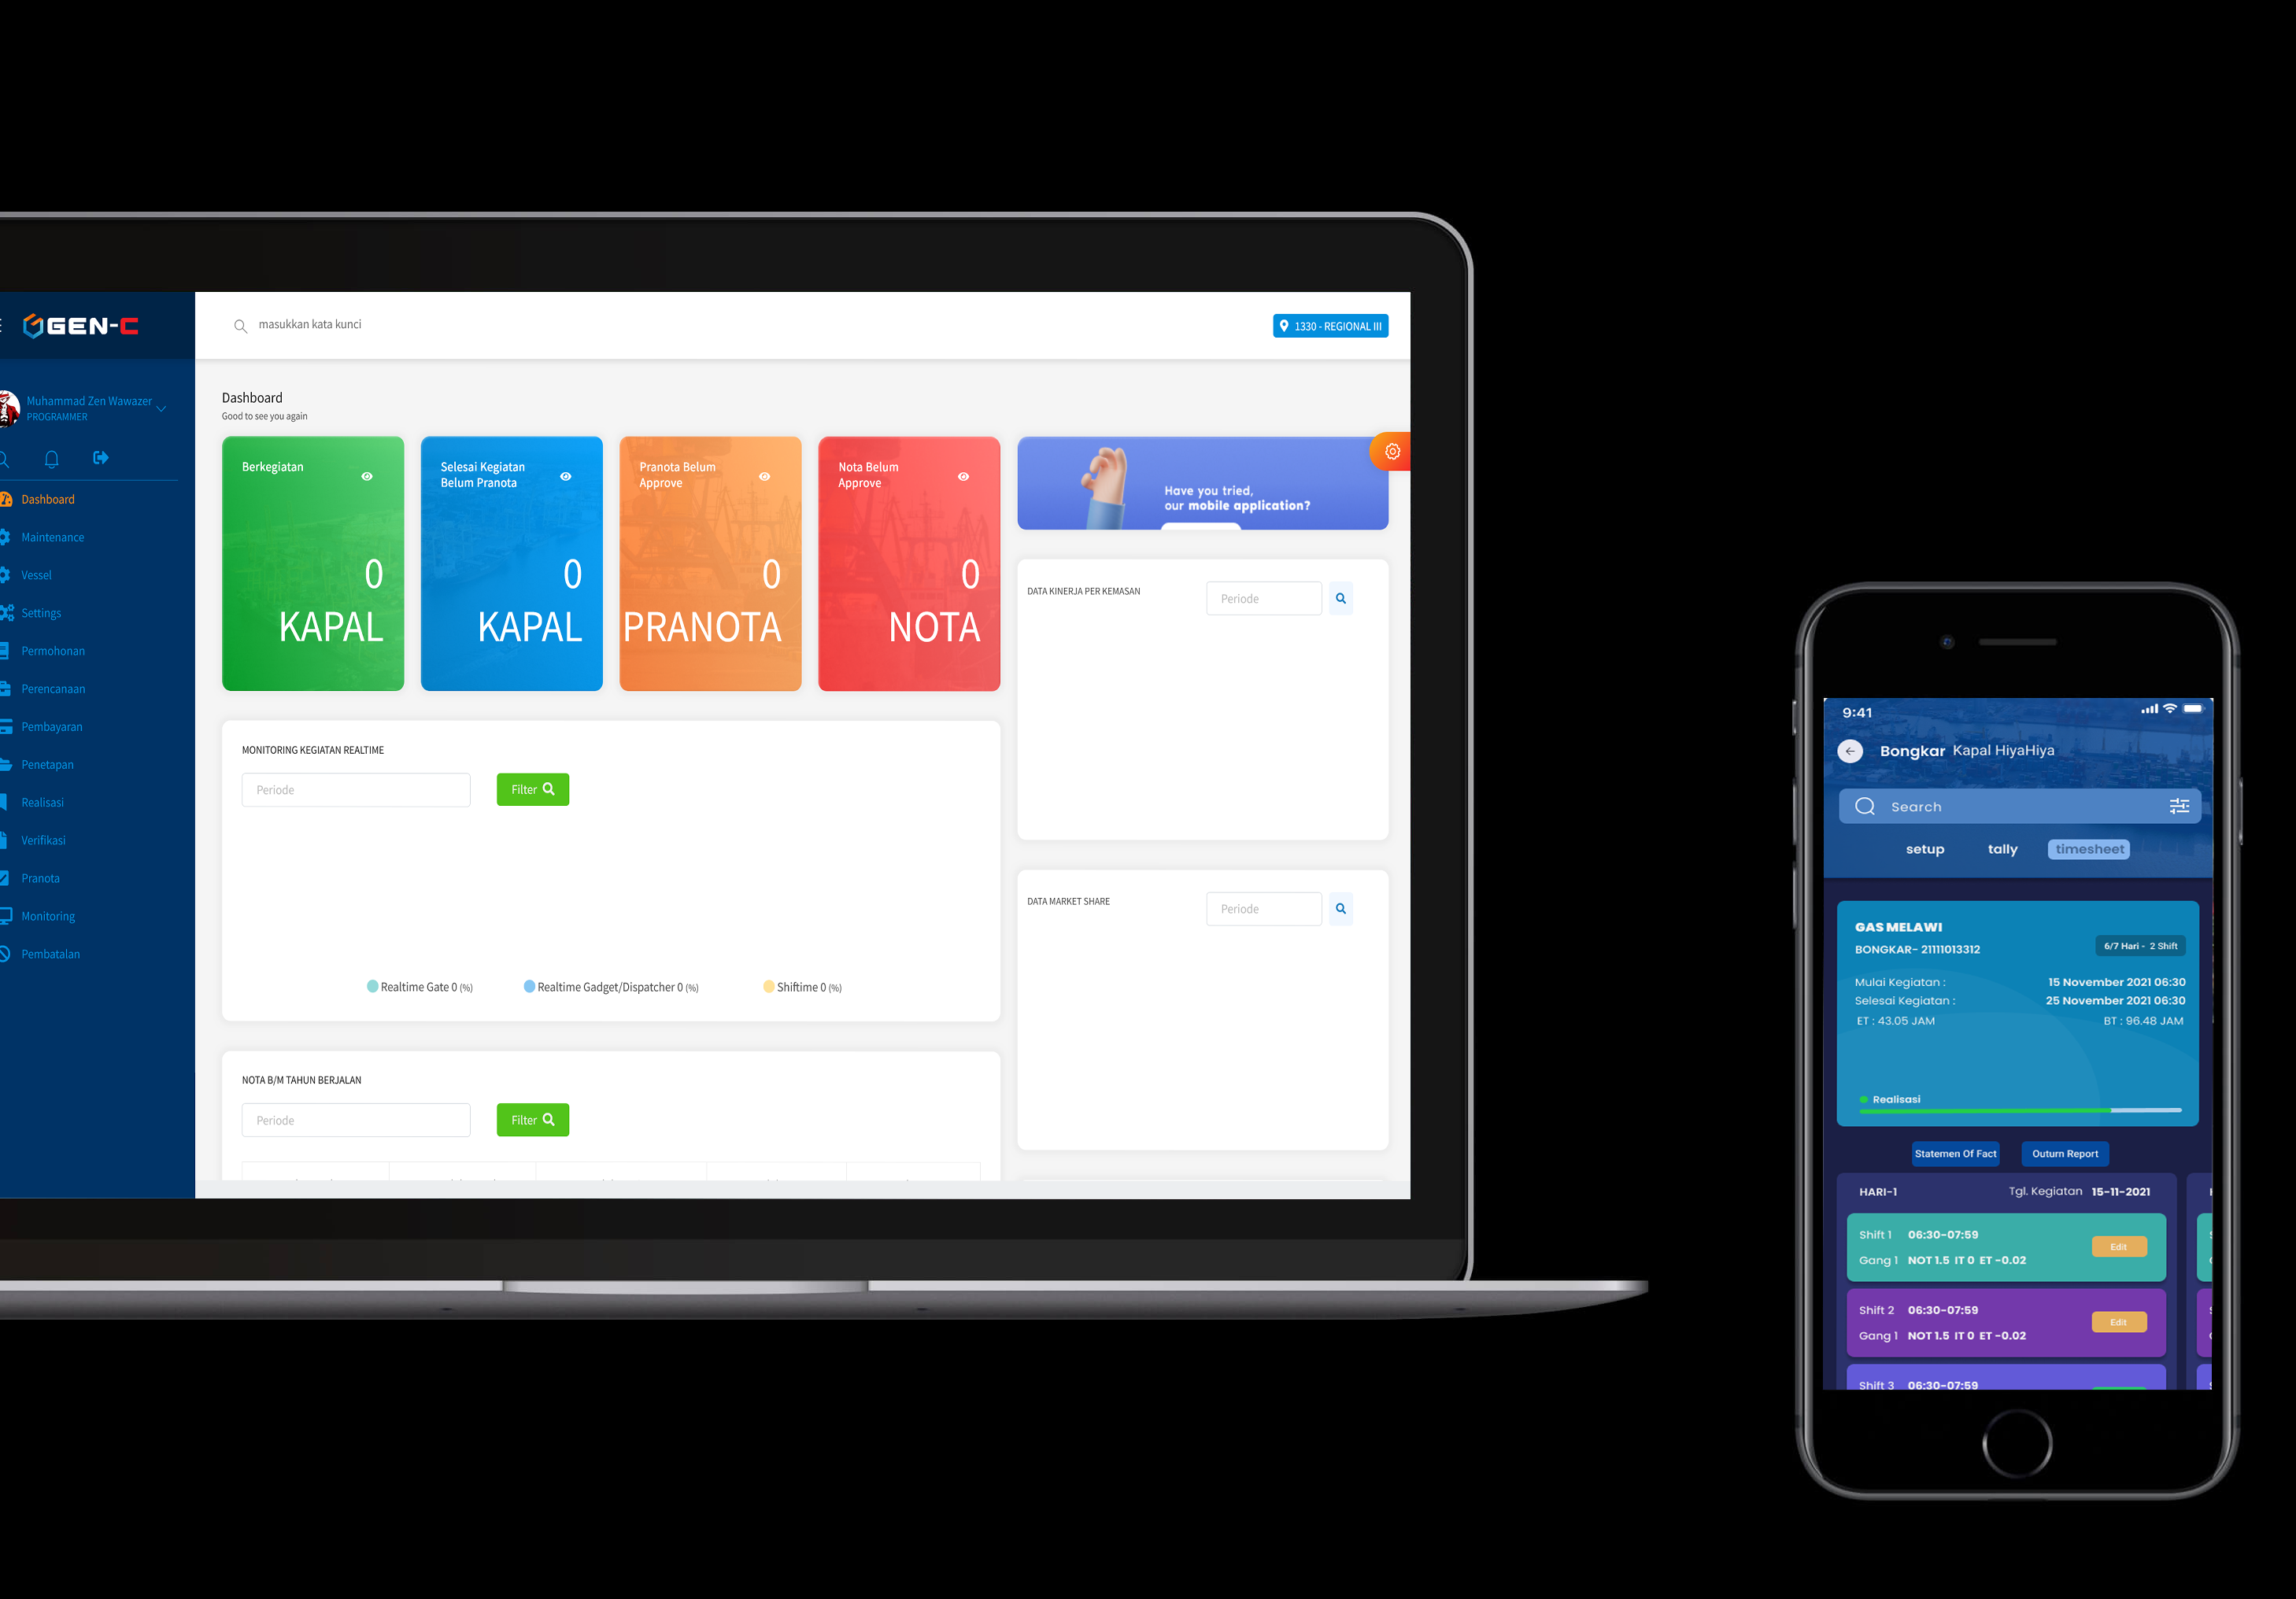 GEN-C
masukkan kata kunci
1330 - REGIONAL III
Muhammad Zen Wawazer
PROGRAMMER
Dashboard
Maintenance
Vessel
Settings
Permohonan
Perencanaan
Pembayaran
Penetapan
Realisasi
Verifikasi
Pranota
Monitoring
Pembatalan
Dashboard
Good to see you again
Berkegiatan
0
KAPAL
Selesai Kegiatan
Belum Pranota
0
KAPAL
Pranota Belum
Approve
0
PRANOTA
Nota Belum
Approve
0
NOTA
Have you tried,
our mobile application?
MONITORING KEGIATAN REALTIME
Periode
Filter
Realtime Gate 0 (%)
Realtime Gadget/Dispatcher 0 (%)
Shiftime 0 (%)
NOTA B/M TAHUN BERJALAN
Periode
Filter
DATA KINERJA PER KEMASAN
Periode
DATA MARKET SHARE
Periode
9:41
Bongkar Kapal HiyaHiya
Search
setup tally timesheet
GAS MELAWI
BONGKAR- 21111013312
6/7 Hari - 2 Shift
Mulai Kegiatan : 15 November 2021 06:30
Selesai Kegiatan : 25 November 2021 06:30
ET : 43.05 JAM BT : 96.48 JAM
Realisasi
Statemen Of Fact Outurn Report
HARI-1 Tgl. Kegiatan 15-11-2021
Shift 1 06:30-07:59
Edit
Gang 1 NOT 1.5 IT 0 ET -0.02
Shift 2 06:30-07:59
Edit
Gang 1 NOT 1.5 IT 0 ET -0.02
Shift 3 06:30-07:59